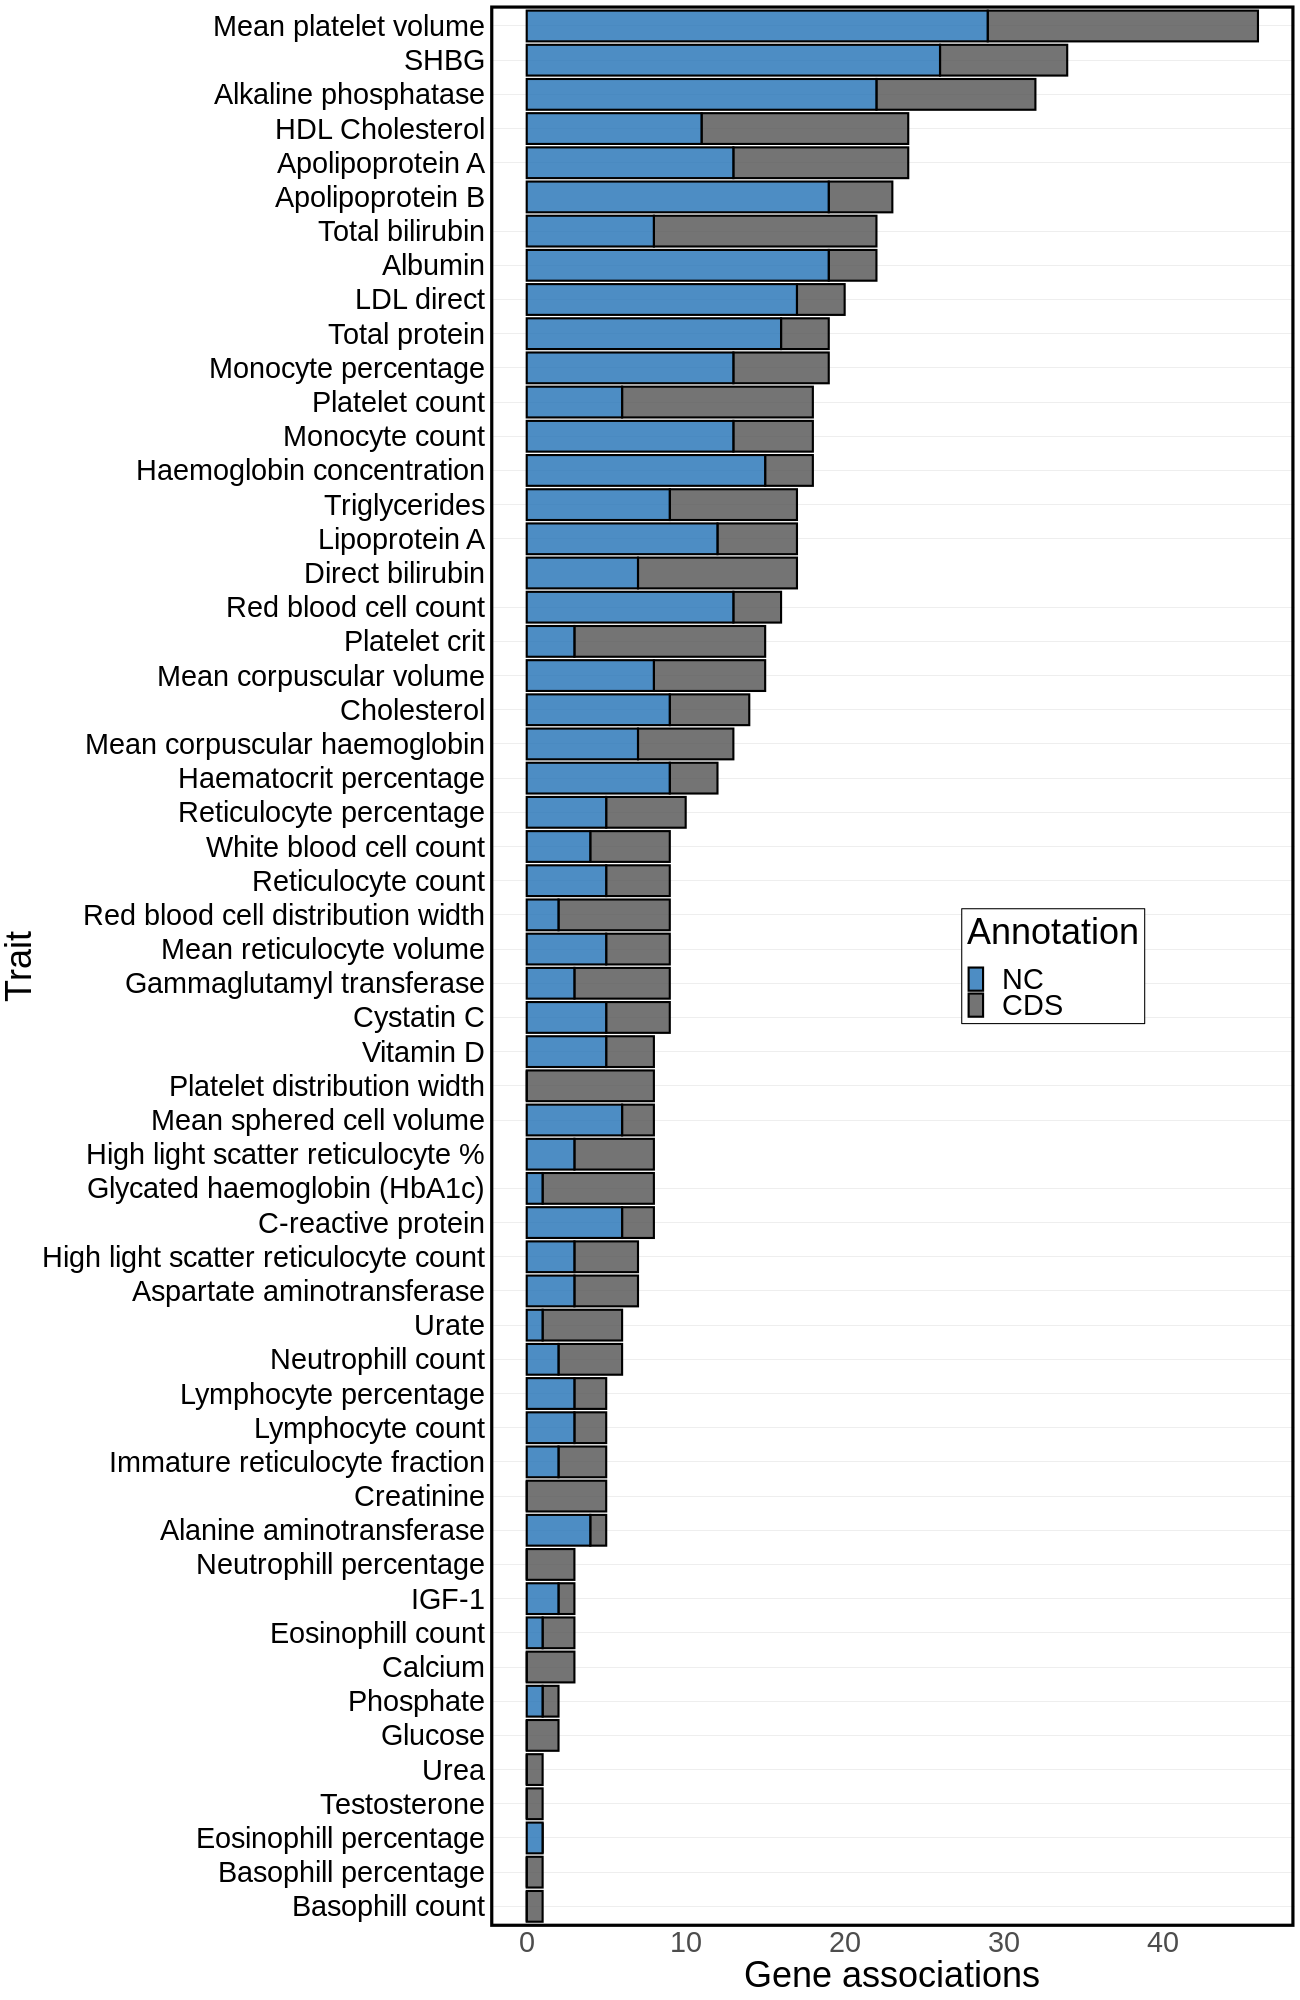 Mean platelet volume
SHBG
Alkaline phosphatase
HDL Cholesterol
Apolipoprotein A
Apolipoprotein B
Total bilirubin
Albumin
LDL direct
Total protein
Monocyte percentage
Platelet count
Monocyte count
Haemoglobin concentration
Triglycerides
Lipoprotein A
Direct bilirubin
Red blood cell count
Platelet crit
Mean corpuscular volume
Cholesterol
Mean corpuscular haemoglobin
Haematocrit percentage
Reticulocyte percentage
White blood cell count
Reticulocyte count
Red blood cell distribution width
Mean reticulocyte volume
Gammaglutamyl transferase
Cystatin C
Vitamin D
Platelet distribution width
Mean sphered cell volume
High light scatter reticulocyte %
Glycated haemoglobin (HbA1c)
C-reactive protein
High light scatter reticulocyte count
Aspartate aminotransferase
Urate
Neutrophill count
Lymphocyte percentage
Lymphocyte count
Immature reticulocyte fraction
Creatinine
Alanine aminotransferase
Neutrophill percentage
IGF-1
Eosinophill count
Calcium
Phosphate
Glucose
Urea
Testosterone
Eosinophill percentage
Basophill percentage
Basophill count
Trait
Annotation
NC
CDS
0 10 20 30 40
Gene associations